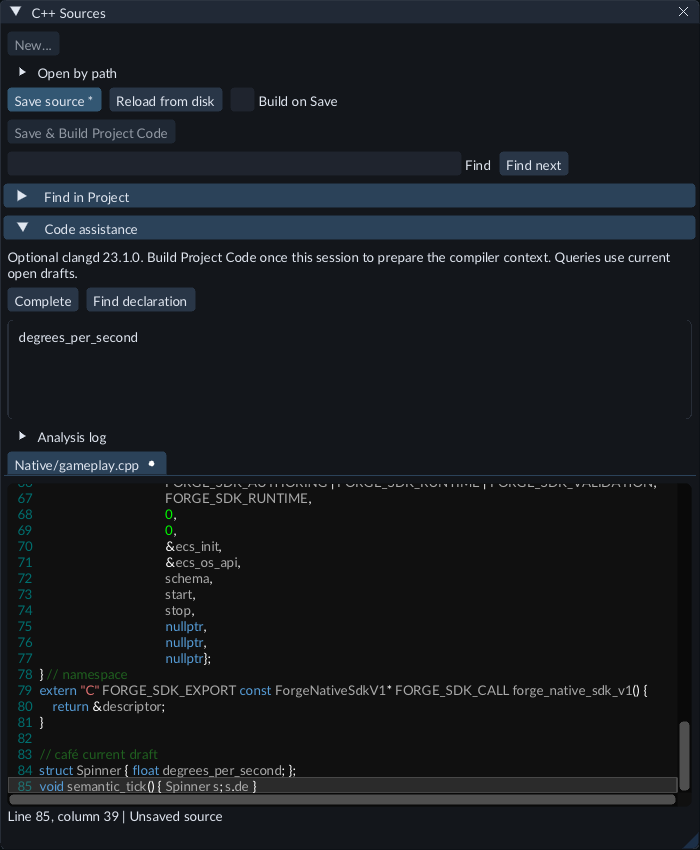 C++ Sources
New...
Open by path
Save source * Reload from disk Build on Save
Save & Build Project Code
Find Find next
Find in Project
Code assistance
Optional clangd 23.1.0. Build Project Code once this session to prepare the compiler context. Queries use current
open drafts.
Complete Find declaration
degrees_per_second
Analysis log
Native/gameplay.cpp
66 FORGE_SDK_AUTHORING | FORGE_SDK_RUNTIME | FORGE_SDK_VALIDATION,
67 FORGE_SDK_RUNTIME,
68 0,
69 0,
70 &ecs_init,
71 &ecs_os_api,
72 schema,
73 start,
74 stop,
75 nullptr,
76 nullptr,
77 nullptr};
78 } // namespace
79 extern "C" FORGE_SDK_EXPORT const ForgeNativeSdkV1* FORGE_SDK_CALL forge_native_sdk_v1() {
80 return &descriptor;
81 }
82
83 // café current draft
84 struct Spinner { float degrees_per_second; };
85 void semantic_tick() { Spinner s; s.de }
Line 85, column 39 | Unsaved source